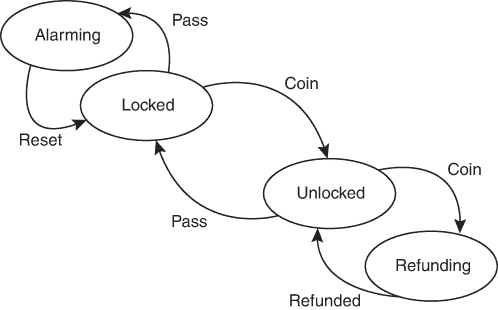 Pass
Alarming
Coin
Locked
Reset
Coin
Unlocked
Pass
Refunding
Refunded